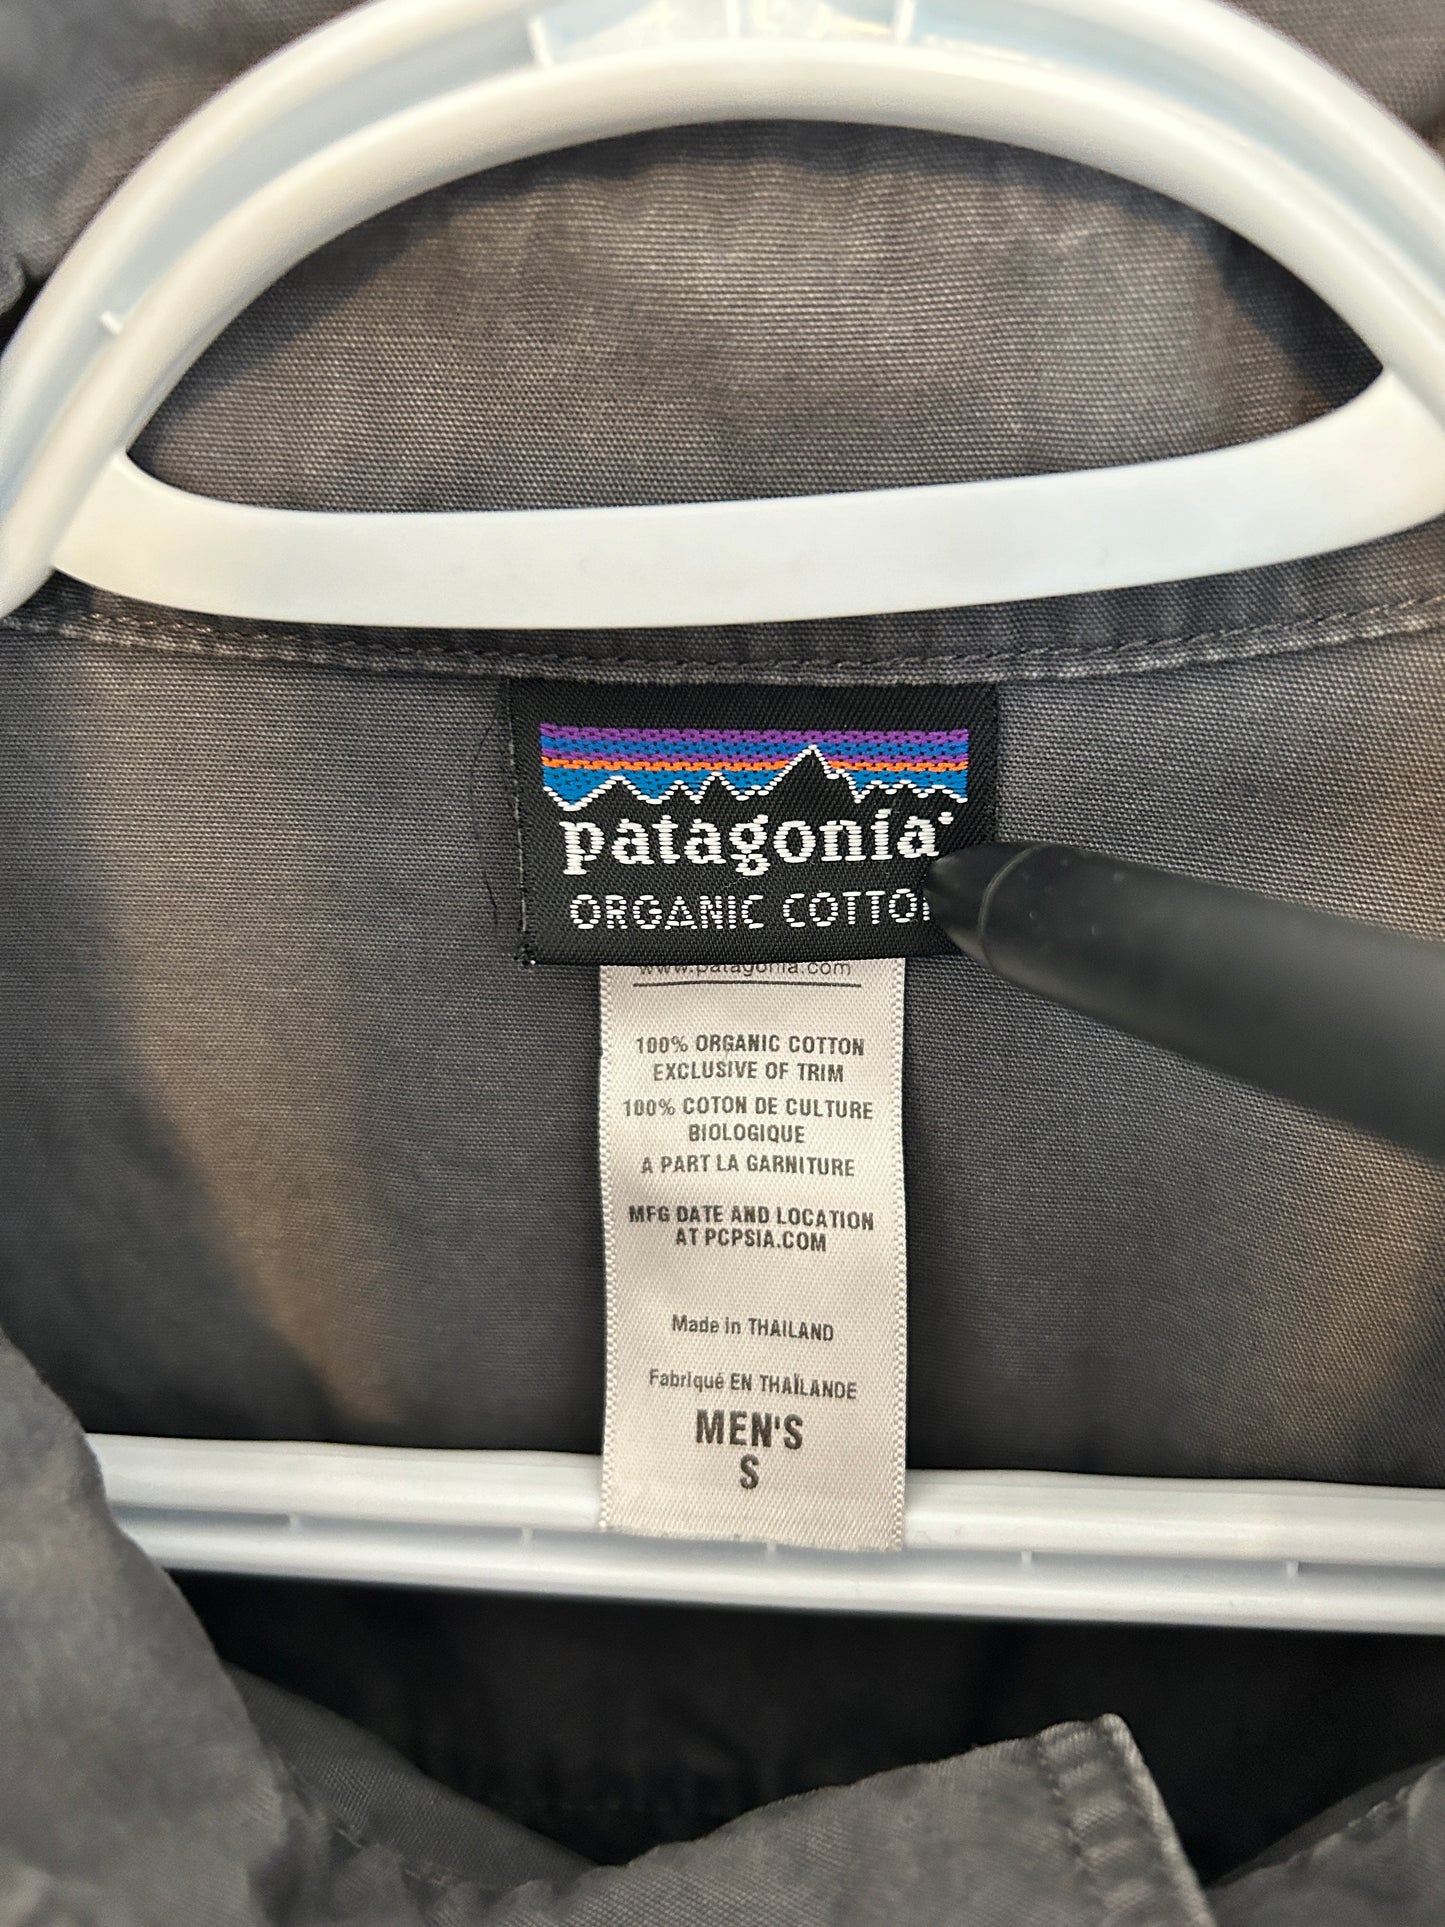 patagonia
ORGANIC COTTO
www.patagonia.com
100% ORGANIC COTTON
EXCLUSIVE OF TRIM
100% COTON DE CULTURE
BIOLOGIQUE
A PART LA GARNITURE
MFG DATE AND LOCATION
AT PCPSIA.COM
Made in THAILAND
Fabriqué EN THAÏLANDE
MEN'S
S